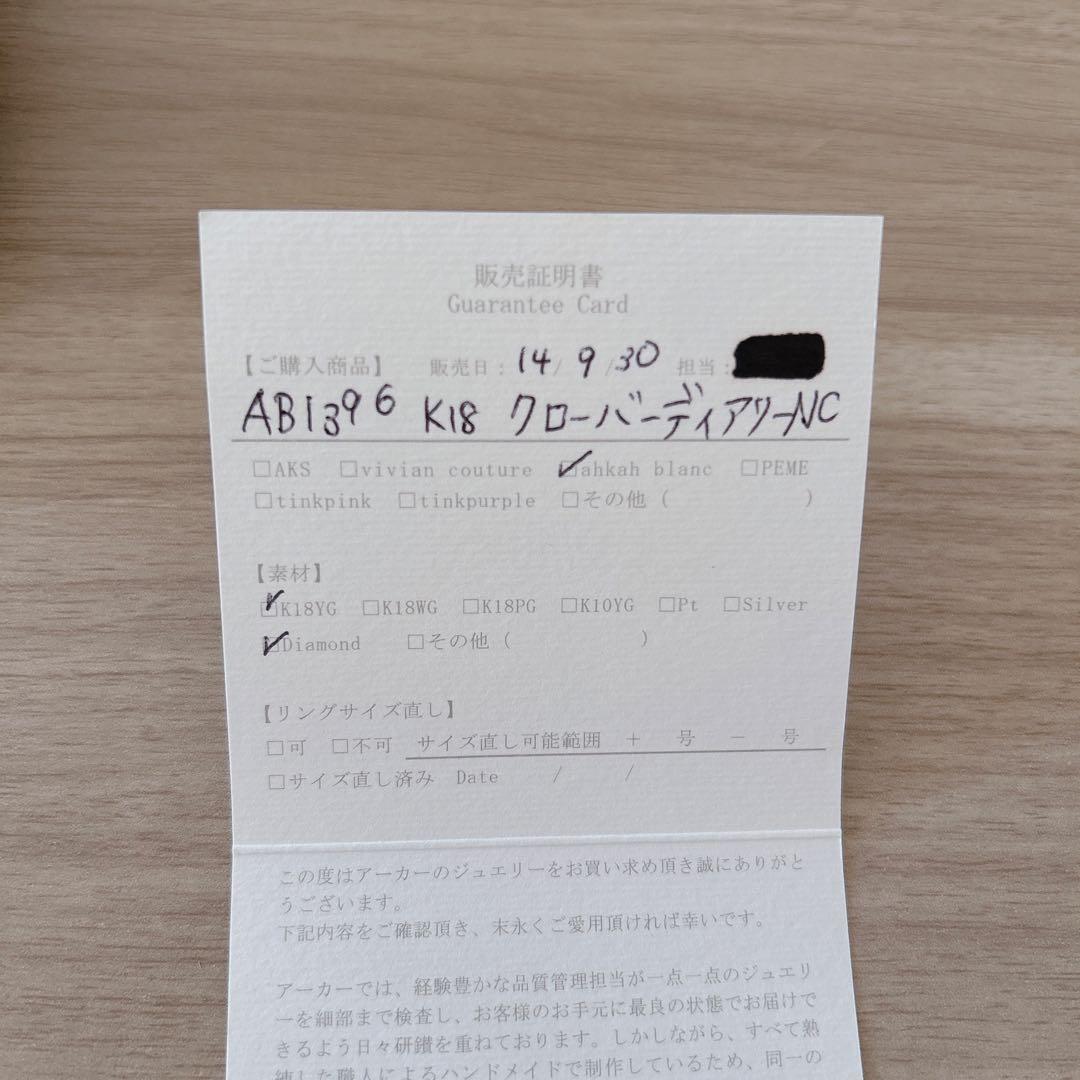 販売証明書
Guarantee Card
【ご購入商品】 販売日: 14/ 9 /30 担当:
AB1396 K18 クローバーディアリーNC
□AKS □vivian couture ☑ahkah blanc □PEME
□tinkpink □tinkpurple □その他 ( )
【素材】
☑K18YG □K18WG □K18PG □K10YG □Pt □Silver
☑Diamond □その他 ( )
【リングサイズ直し】
□可 □不可 サイズ直し可能範囲 + 号 − 号
□サイズ直し済み Date / /
この度はアーカーのジュエリーをお買い求め頂き誠にありがと
うございます。
下記内容をご確認頂き、末永くご愛用頂ければ幸いです。
アーカーでは、経験豊かな品質管理担当が一点一点のジュエリ
ーを細部まで検査し、お客様のお手元に最良の状態でお届けで
きるよう日々研鑽を重ねております。しかしながら、すべて熟
練した職人によるハンドメイドで制作しているため、同一の